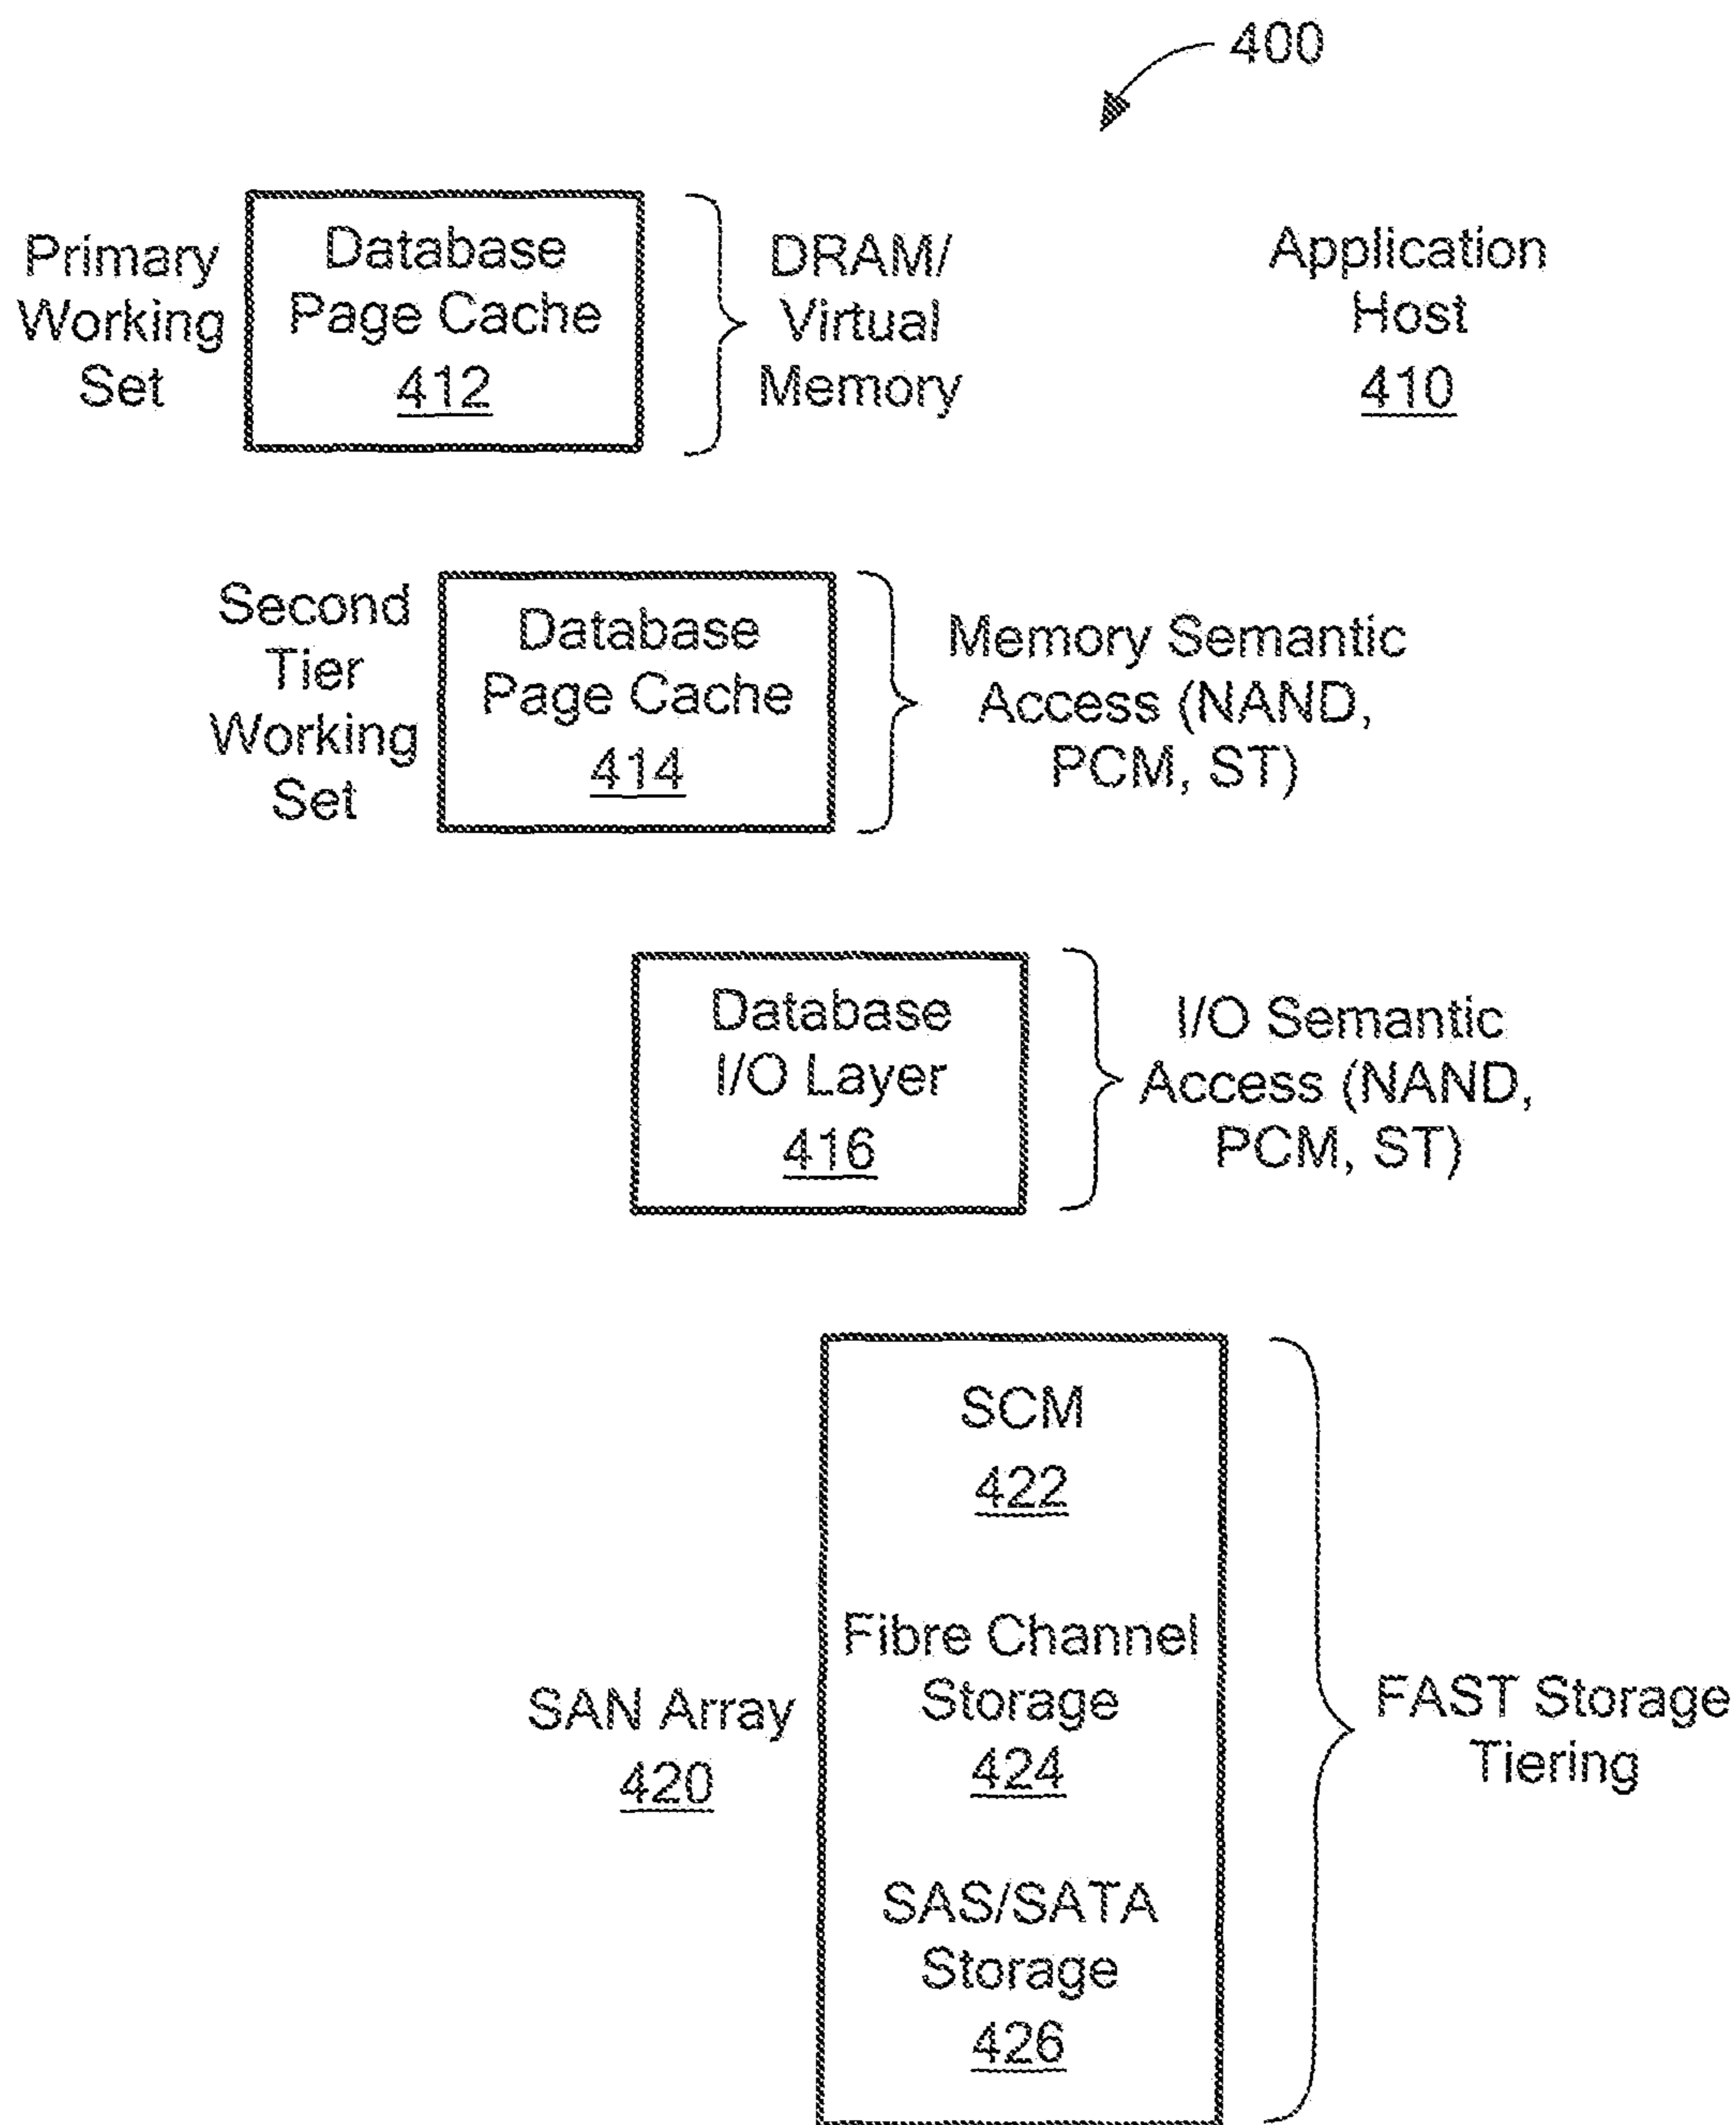 400
Primary
Working
Set
Database
Page Cache
412
DRAM/
Virtual
Memory
Application
Host
410
Second
Tier
Working
Set
Database
Page Cache
414
Memory Semantic
Access (NAND,
PCM, ST)
Database
I/O Layer
416
I/O Semantic
Access (NAND,
PCM, ST)
SAN Array
420
SCM
422
Fibre Channel
Storage
424
SAS/SATA
Storage
426
FAST Storage
Tiering